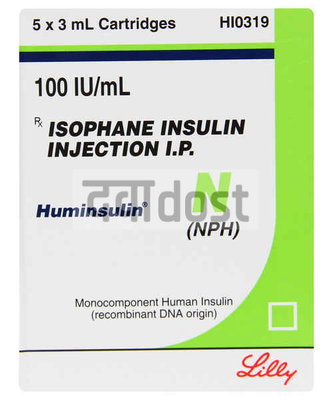 5 x 3 mL Cartridges HI0319
100 IU/mL
Rx ISOPHANE INSULIN
INJECTION I.P.
दवाdost
Huminsulin® N
(NPH)
Monocomponent Human Insulin
(recombinant DNA origin)
Lilly